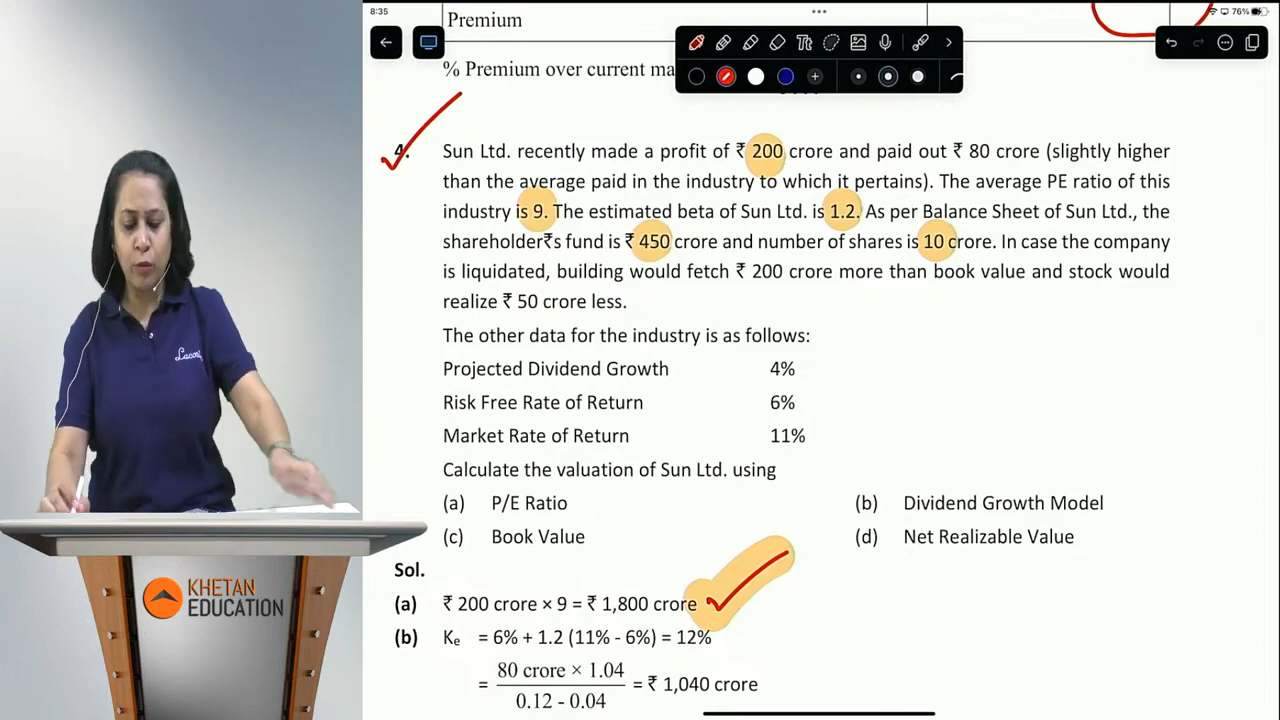 8:35
76%
Premium
% Premium over current ma
4. Sun Ltd. recently made a profit of ₹ 200 crore and paid out ₹ 80 crore (slightly higher
than the average paid in the industry to which it pertains). The average PE ratio of this
industry is 9. The estimated beta of Sun Ltd. is 1.2. As per Balance Sheet of Sun Ltd., the
shareholder₹s fund is ₹ 450 crore and number of shares is 10 crore. In case the company
is liquidated, building would fetch ₹ 200 crore more than book value and stock would
realize ₹ 50 crore less.
The other data for the industry is as follows:
Projected Dividend Growth 4%
Risk Free Rate of Return 6%
Market Rate of Return 11%
Calculate the valuation of Sun Ltd. using
(a) P/E Ratio (b) Dividend Growth Model
(c) Book Value (d) Net Realizable Value
Sol.
(a) ₹ 200 crore × 9 = ₹ 1,800 crore
(b) Ke = 6% + 1.2 (11% - 6%) = 12%
= 80 crore × 1.04 / 0.12 - 0.04 = ₹ 1,040 crore
KHETAN
EDUCATION